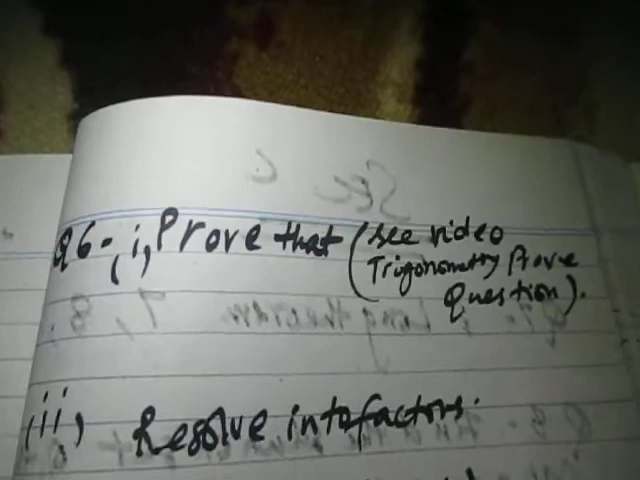 Q6-(i, Prove that (see video
Trigonometry Prove
Question).
(ii, Resolve into factors.